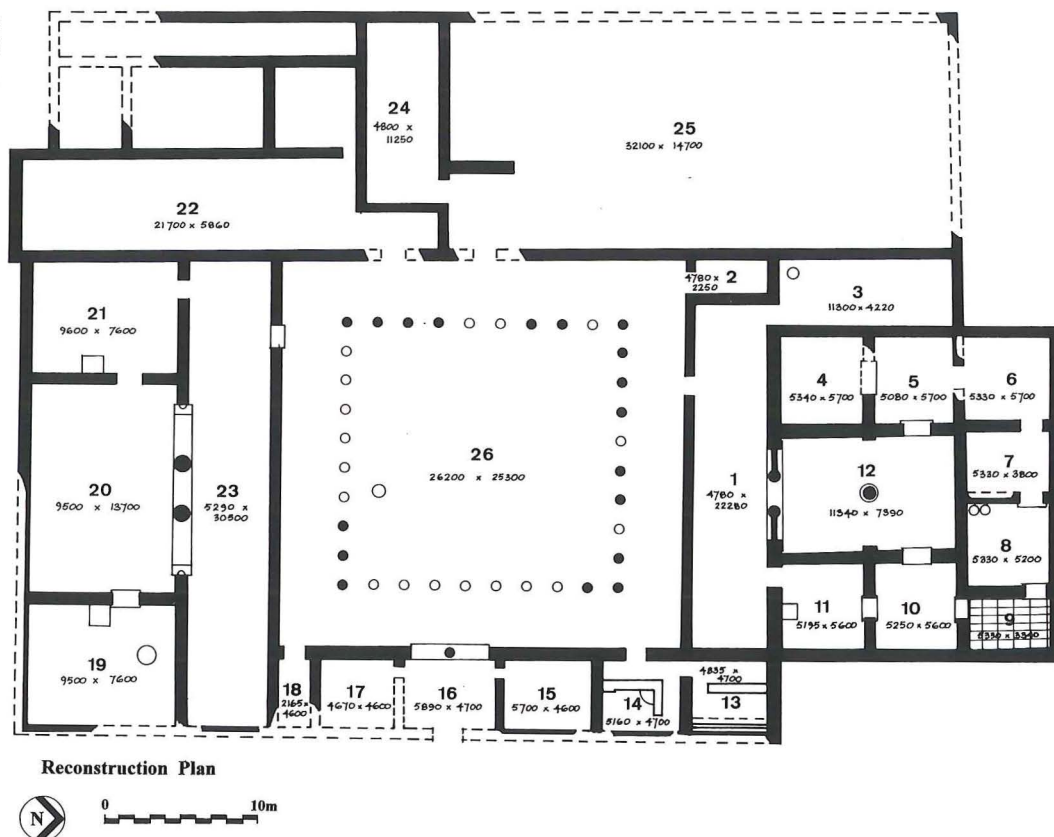 24
4800 x
11250
25
32100 x 14700
22
21700 x 5860
2
4780 x
2250
3
11300 x 4220
21
9600 x 7600
4
5340 x 5700
5
5080 x 5700
6
5330 x 5700
7
5330 x 3800
12
11340 x 7390
26
26200 x 25300
1
4780 x
22280
23
5290 x
30500
20
9500 x 13700
8
5330 x 5200
11
5195 x 5600
10
5250 x 5600
9
5330 x 3340
19
9500 x 7600
18
2165 x
4600
17
4670 x 4600
16
5890 x 4700
15
5700 x 4600
14
5160 x 4700
4835 x
4700
13
Reconstruction Plan
N
0 10m